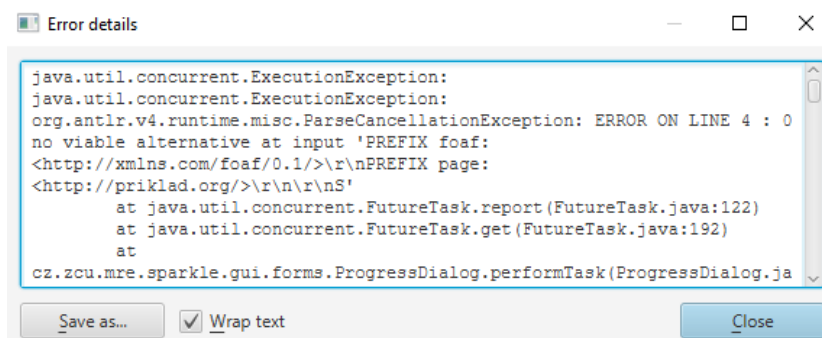 Error details
java.util.concurrent.ExecutionException:
java.util.concurrent.ExecutionException:
org.antlr.v4.runtime.misc.ParseCancellationException: ERROR ON LINE 4 : 0
no viable alternative at input 'PREFIX foaf:
<http://xmlns.com/foaf/0.1/>\r\nPREFIX page:
<http://priklad.org/>\r\n\r\nS'
at java.util.concurrent.FutureTask.report(FutureTask.java:122)
at java.util.concurrent.FutureTask.get(FutureTask.java:192)
at
cz.zcu.mre.sparkle.gui.forms.ProgressDialog.performTask(ProgressDialog.ja
Save as... Wrap text Close